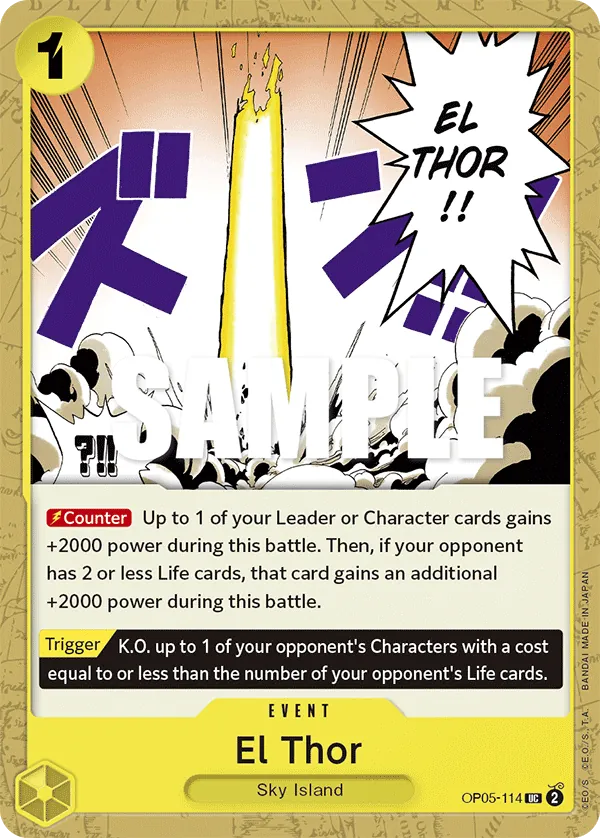 1
EL
THOR
!!
ズン
?!!
SAMPLE
Counter Up to 1 of your Leader or Character cards gains
+2000 power during this battle. Then, if your opponent
has 2 or less Life cards, that card gains an additional
+2000 power during this battle.
Trigger K.O. up to 1 of your opponent's Characters with a cost
equal to or less than the number of your opponent's Life cards.
EVENT
El Thor
Sky Island
OP05-114 UC 2
©E.O./S. ©E.O./S.,T.A. BANDAI MADE IN JAPAN